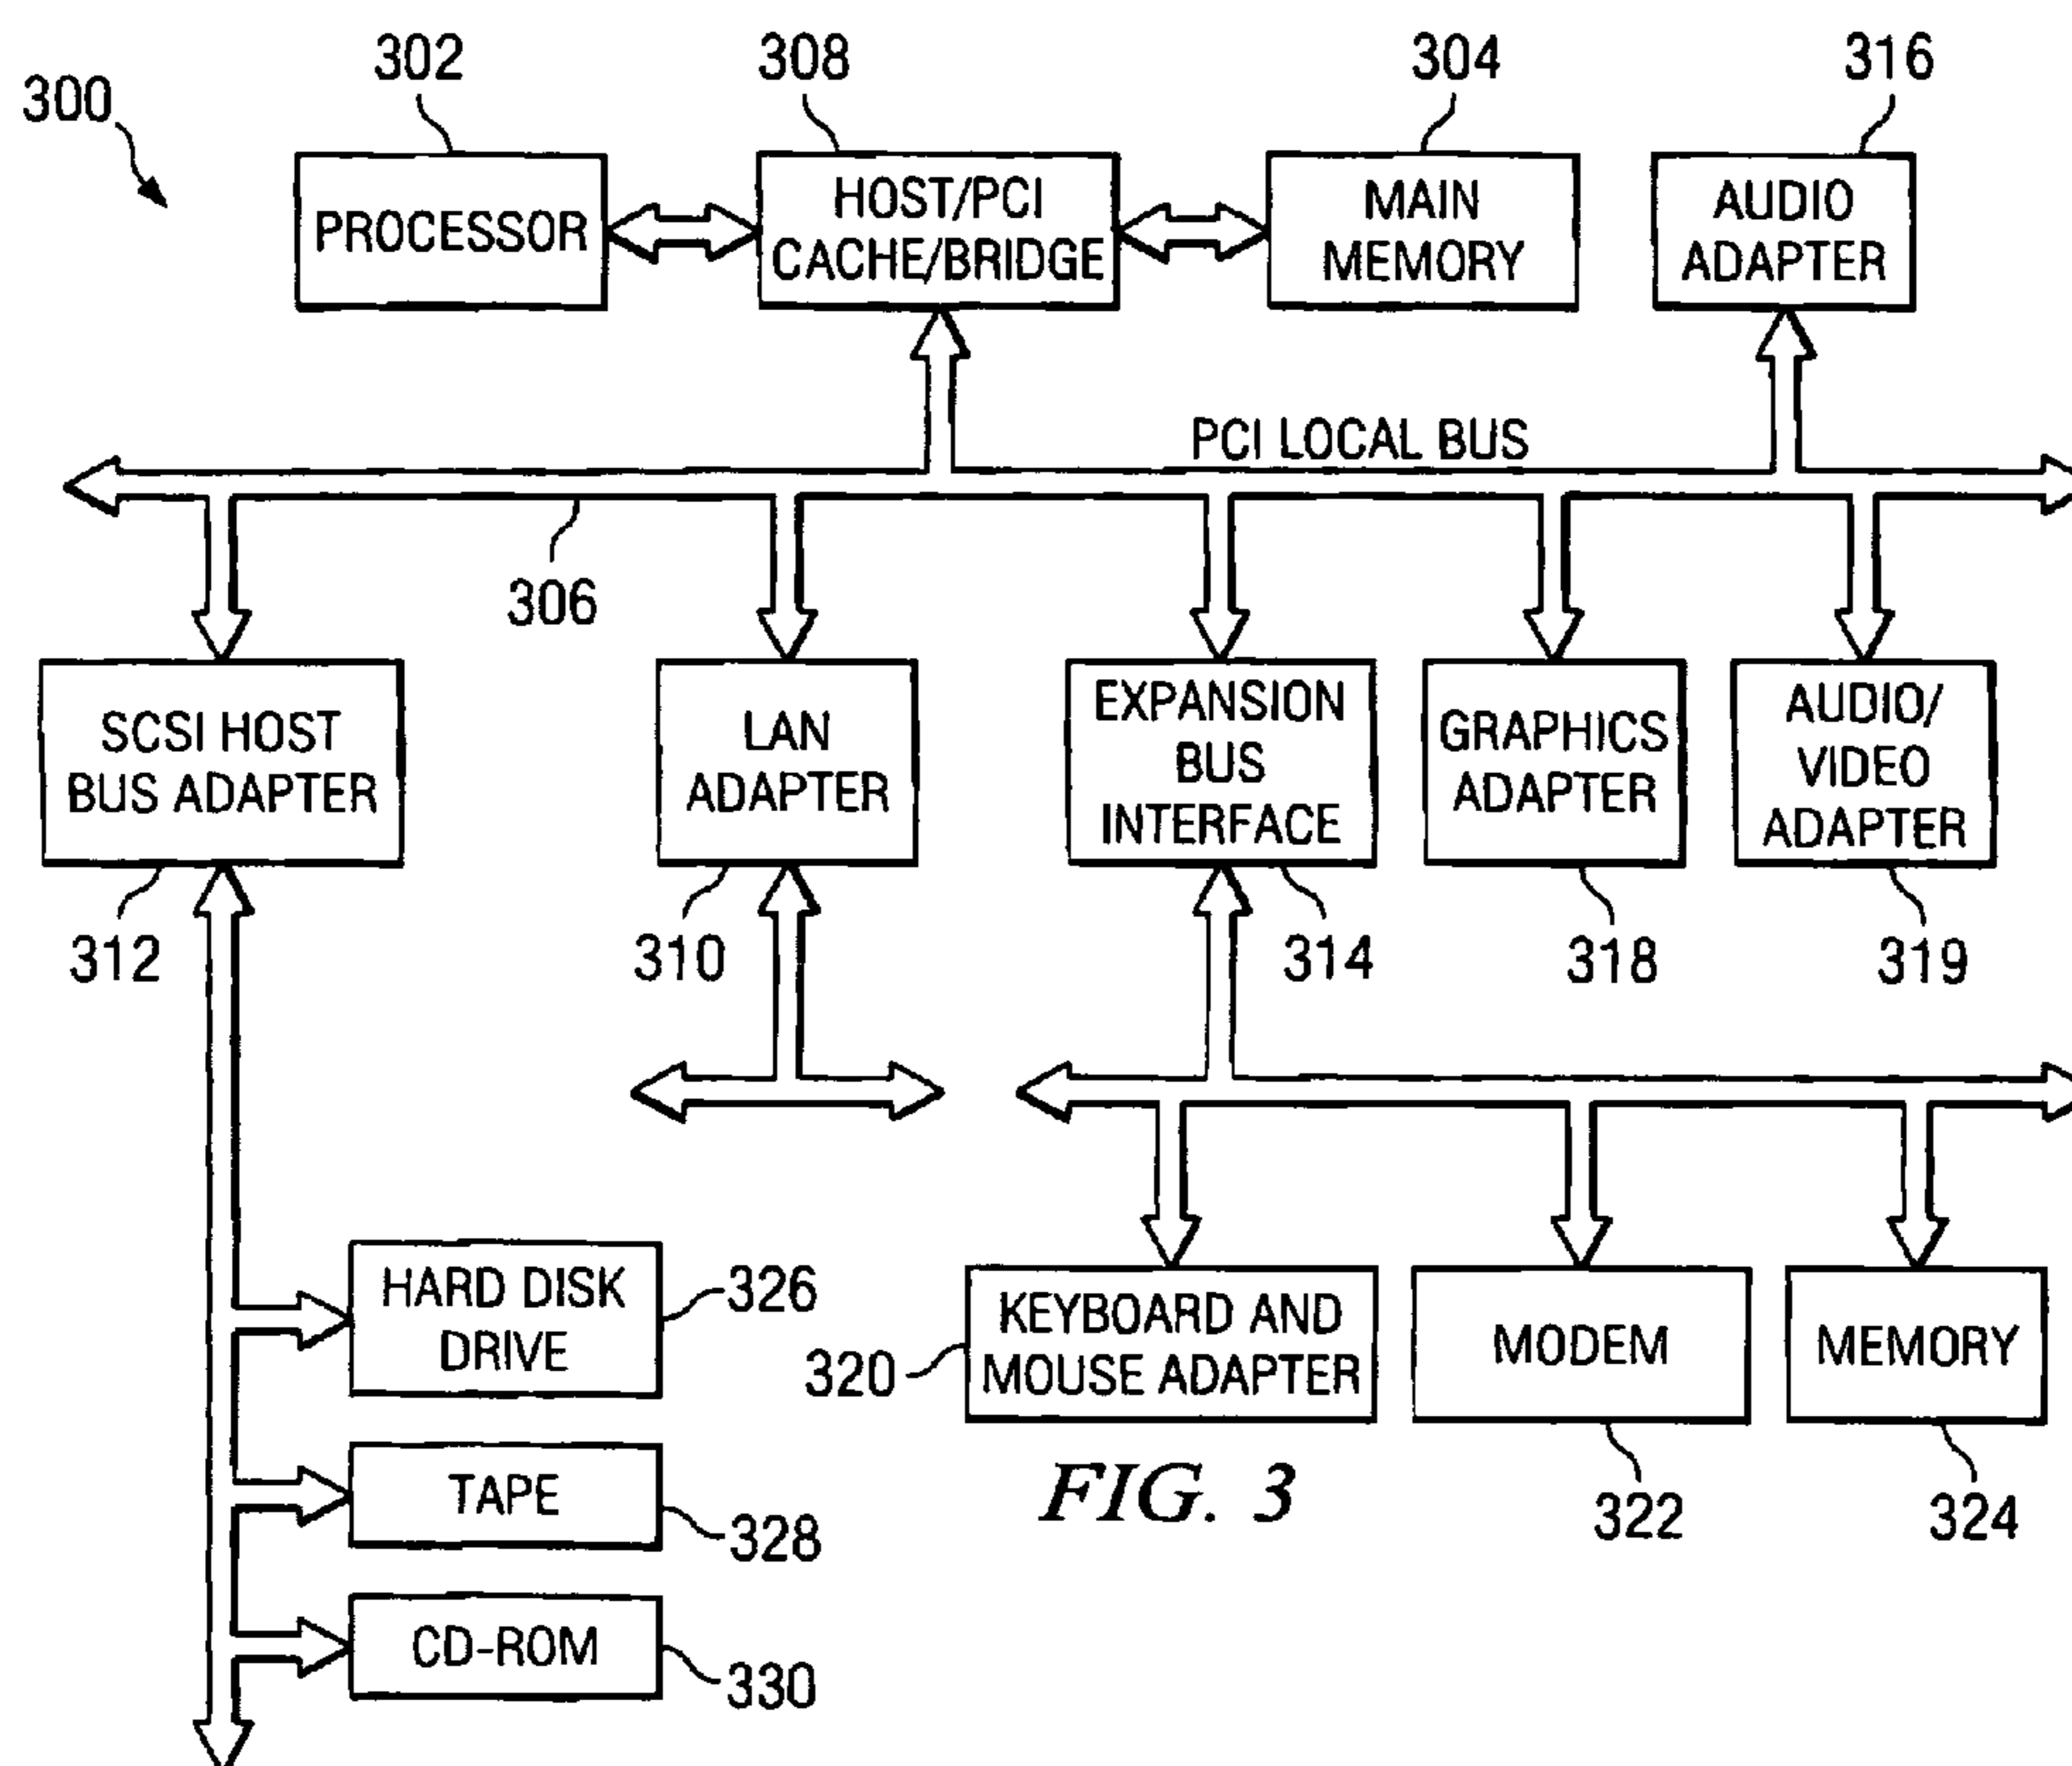 300
302
308
304
316
PROCESSOR
HOST/PCI
CACHE/BRIDGE
MAIN
MEMORY
AUDIO
ADAPTER
PCI LOCAL BUS
306
SCSI HOST
BUS ADAPTER
LAN
ADAPTER
EXPANSION
BUS
INTERFACE
GRAPHICS
ADAPTER
AUDIO/
VIDEO
ADAPTER
312
310
314
318
319
HARD DISK
DRIVE
326
320
KEYBOARD AND
MOUSE ADAPTER
MODEM
MEMORY
TAPE
328
322
324
CD-ROM
330
FIG. 3